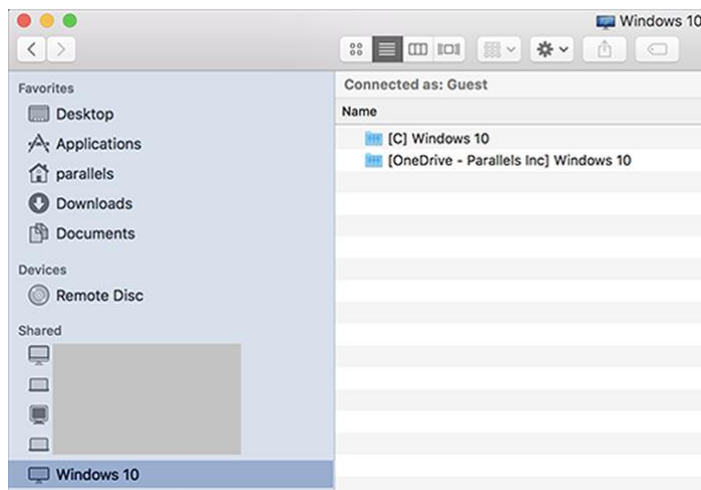 Windows 10
Favorites
Desktop
Applications
parallels
Downloads
Documents
Devices
Remote Disc
Shared
Windows 10
Connected as: Guest
Name
[C] Windows 10
[OneDrive - Parallels Inc] Windows 10